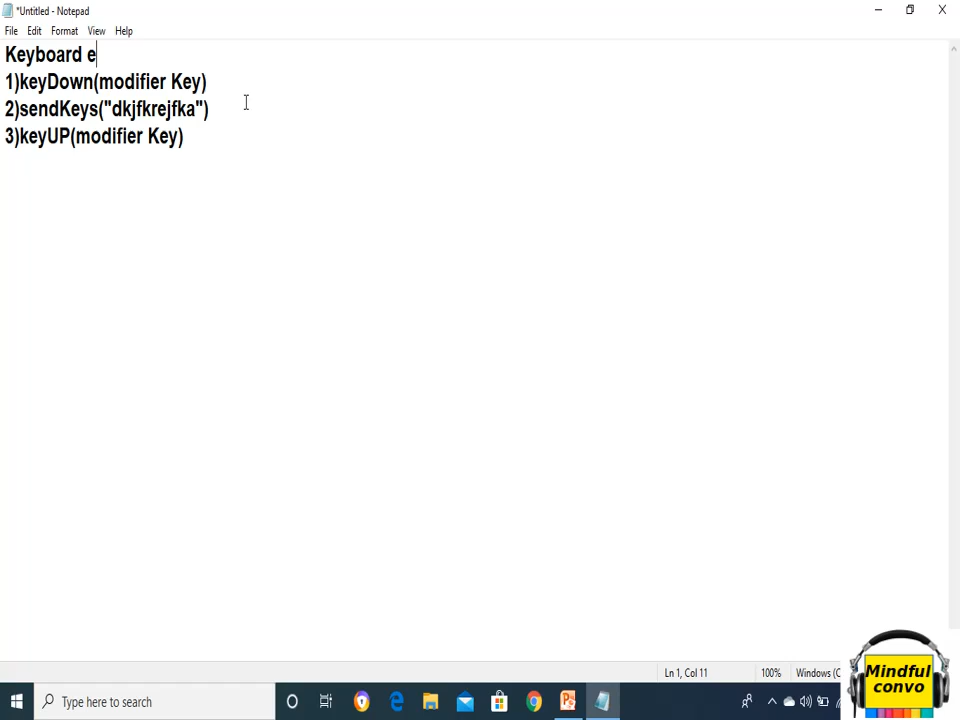 *Untitled - Notepad
File Edit Format View Help
Keyboard e
1)keyDown(modifier Key)
2)sendKeys("dkjfkrejfka")
3)keyUP(modifier Key)
Ln 1, Col 11 100% Windows (C
Mindful
convo
Type here to search